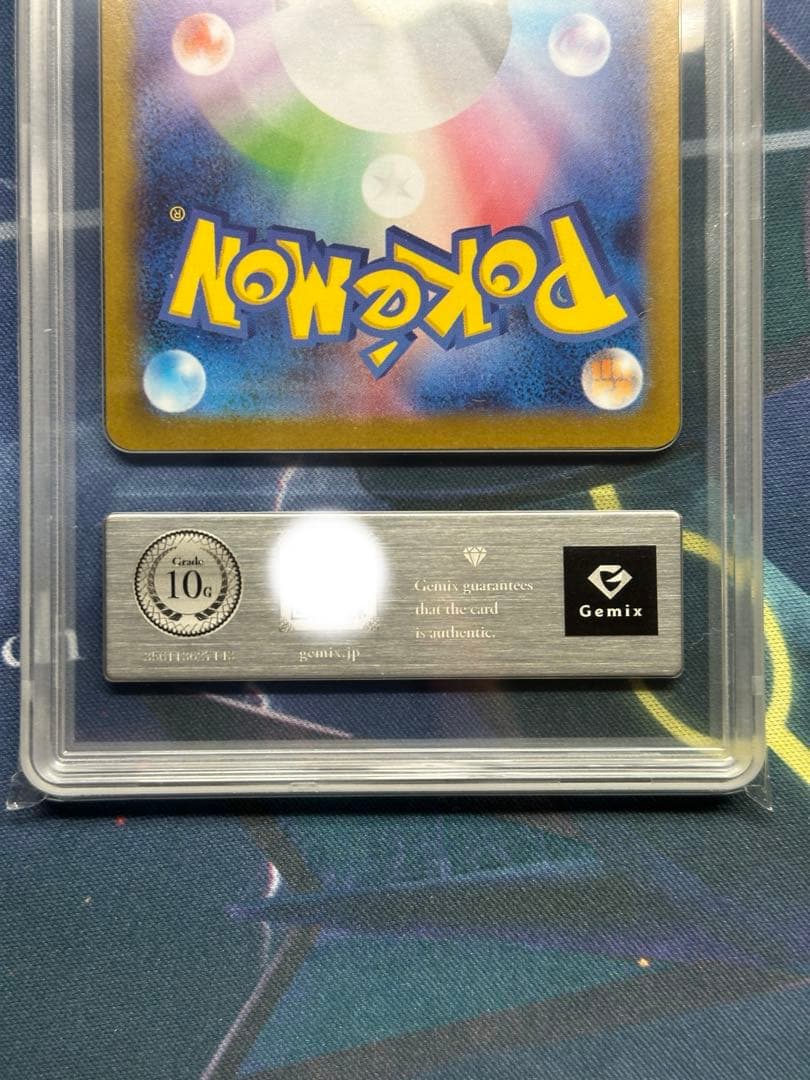 ®
POKéMON
Grade
10G
gemix.jp
Gemix guarantees
that the card
is authentic.
Gemix